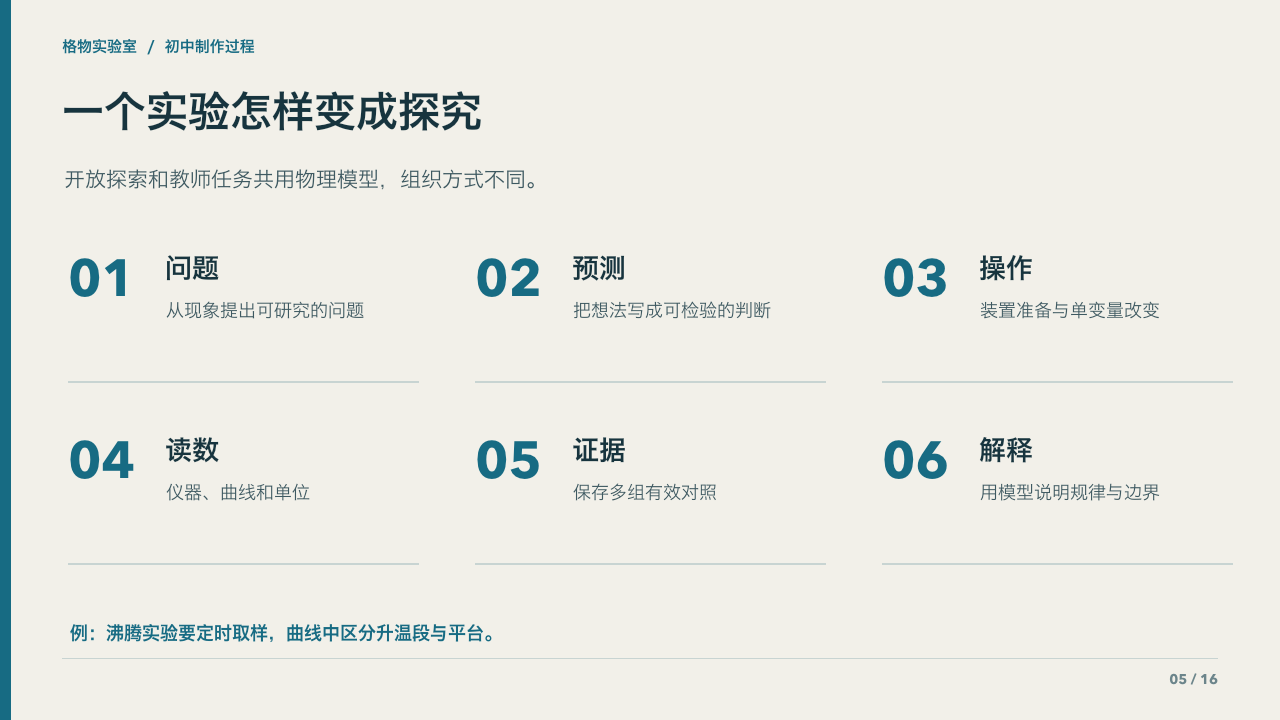 格物实验室 / 初中制作过程
一个实验怎样变成探究
开放探索和教师任务共用物理模型，组织方式不同。
01 问题
从现象提出可研究的问题
02 预测
把想法写成可检验的判断
03 操作
装置准备与单变量改变
04 读数
仪器、曲线和单位
05 证据
保存多组有效对照
06 解释
用模型说明规律与边界
例：沸腾实验要定时取样，曲线中区分升温段与平台。
05 / 16